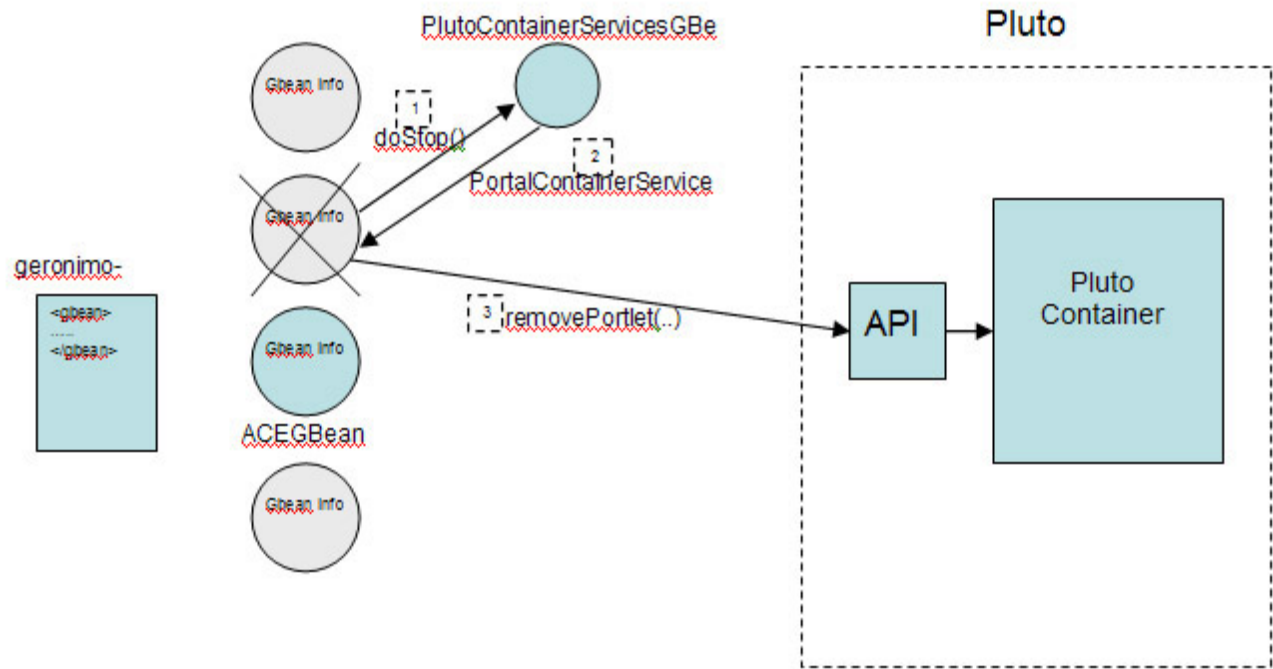 PlutoContainerServicesGBe
Pluto
Gbean Info
1
doStop()
2
PortalContainerService
Gbean Info
geronimo-
<gbean>
......
</gbean>
3
removePortlet(..)
API
Pluto
Container
Gbean Info
ACEGBean
Gbean Info